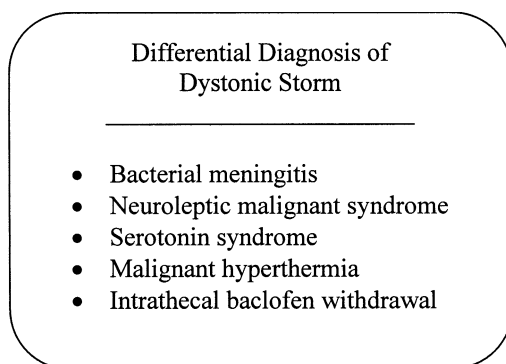 Differential Diagnosis of
Dystonic Storm
• Bacterial meningitis
• Neuroleptic malignant syndrome
• Serotonin syndrome
• Malignant hyperthermia
• Intrathecal baclofen withdrawal